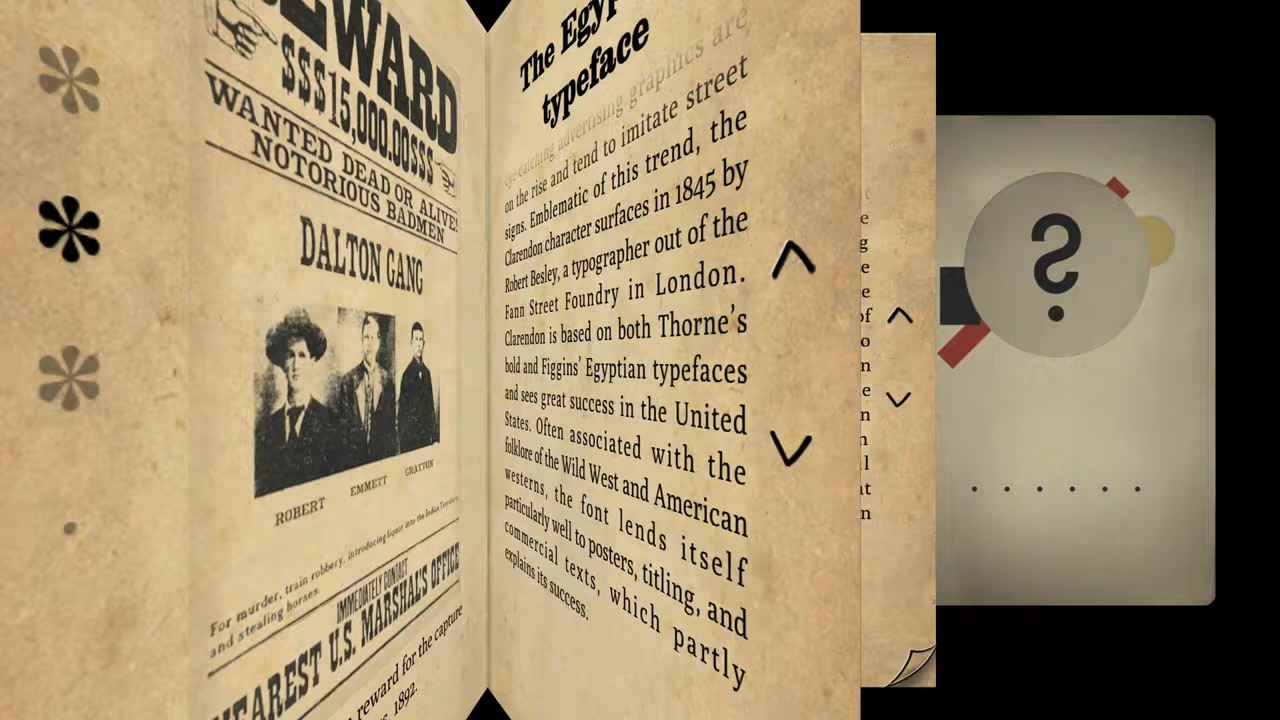 $$$15,000.00$$$
WANTED DEAD OR ALIVE!
NOTORIOUS BADMEN
DALTON GANG
ROBERT
EMMETT
GRATTON
For murder, train robbery, introducing liquor into the Indian Territory,
and stealing horses.
IMMEDIATELY CONTACT
U.S. MARSHAL'S OFFICE
reward for the capture
1892.
The
typeface
eye-catching advertising graphics are
on the rise and tend to imitate street
signs. Emblematic of this trend, the
Clarendon character surfaces in 1845 by
Robert Besley, a typographer out of the
Fann Street Foundry in London.
Clarendon is based on both Thorne's
bold and Figgins' Egyptian typefaces
and sees great success in the United
States. Often associated with the
folklore of the Wild West and American
westerns, the font lends itself
particularly well to posters, titling, and
commercial texts, which partly
explains its success.
?